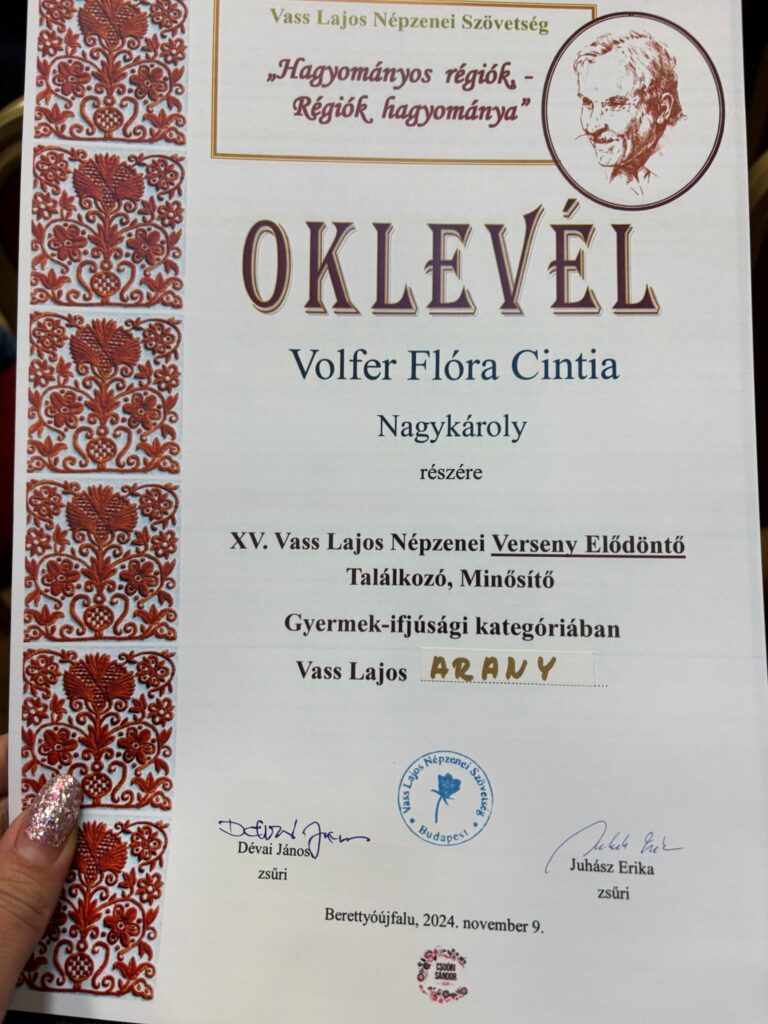 Vass Lajos Népzenei Szövetség
„Hagyományos régiók, -
Régiók hagyománya”
OKLEVÉL
Volfer Flóra Cintia
Nagykároly
részére
XV. Vass Lajos Népzenei Verseny Elődöntő
Találkozó, Minősítő
Gyermek-ifjúsági kategóriában
Vass Lajos ARANY
Vass Lajos Népzenei Szövetség
Budapest
Dévai János
zsűri
Juhász Erika
zsűri
Berettyóújfalu, 2024. november 9.
CSOÓRI
SÁNDOR